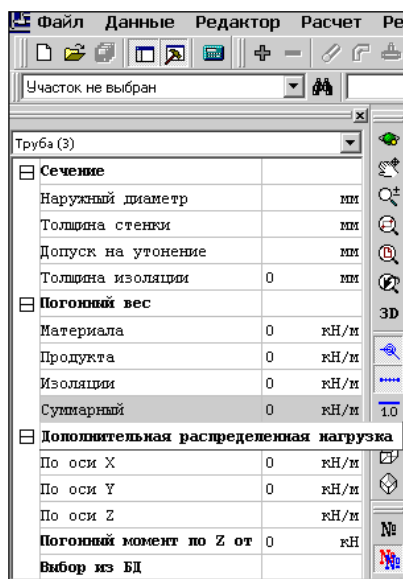 Файл Данные Редактор Расчет Ре
Участок не выбран
Труба (3)
Сечение
Наружный диаметр мм
Толщина стенки мм
Допуск на утонение мм
Толщина изоляции 0 мм
Погонный вес
3D
Материала 0 кН/м
Продукта 0 кН/м
Изоляции 0 кН/м
Суммарный 0 кН/м
1.0
Дополнительная распределенная нагрузка
По оси X 0 кН/м
По оси Y 0 кН/м
По оси Z кН/м
№
Погонный момент по Z от 0 кН
Выбор из БД
№